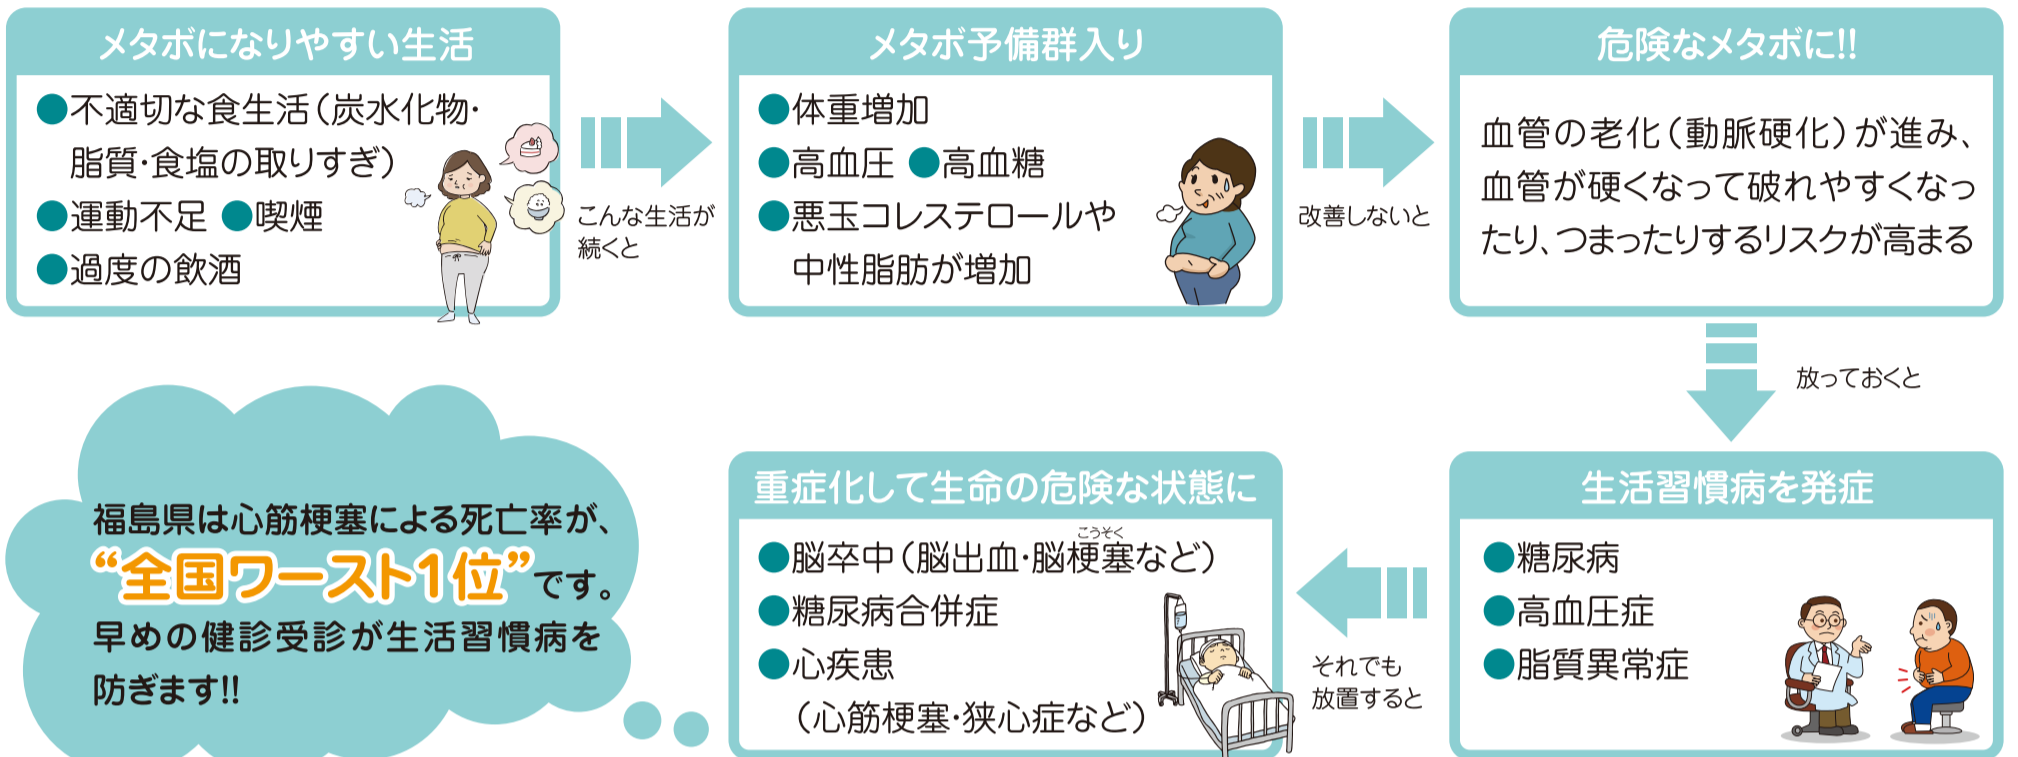 メタボになりやすい生活
●不適切な食生活（炭水化物・
脂質・食塩の取りすぎ）
●運動不足 ●喫煙
●過度の飲酒
こんな生活が
続くと
メタボ予備群入り
●体重増加
●高血圧 ●高血糖
●悪玉コレステロールや
中性脂肪が増加
改善しないと
危険なメタボに!!
血管の老化（動脈硬化）が進み、
血管が硬くなって破れやすくなっ
たり、つまったりするリスクが高まる
放っておくと
生活習慣病を発症
●糖尿病
●高血圧症
●脂質異常症
それでも
放置すると
重症化して生命の危険な状態に
こうそく
●脳卒中（脳出血・脳梗塞など）
●糖尿病合併症
●心疾患
（心筋梗塞・狭心症など）
福島県は心筋梗塞による死亡率が、
“全国ワースト1位”です。
早めの健診受診が生活習慣病を
防ぎます!!